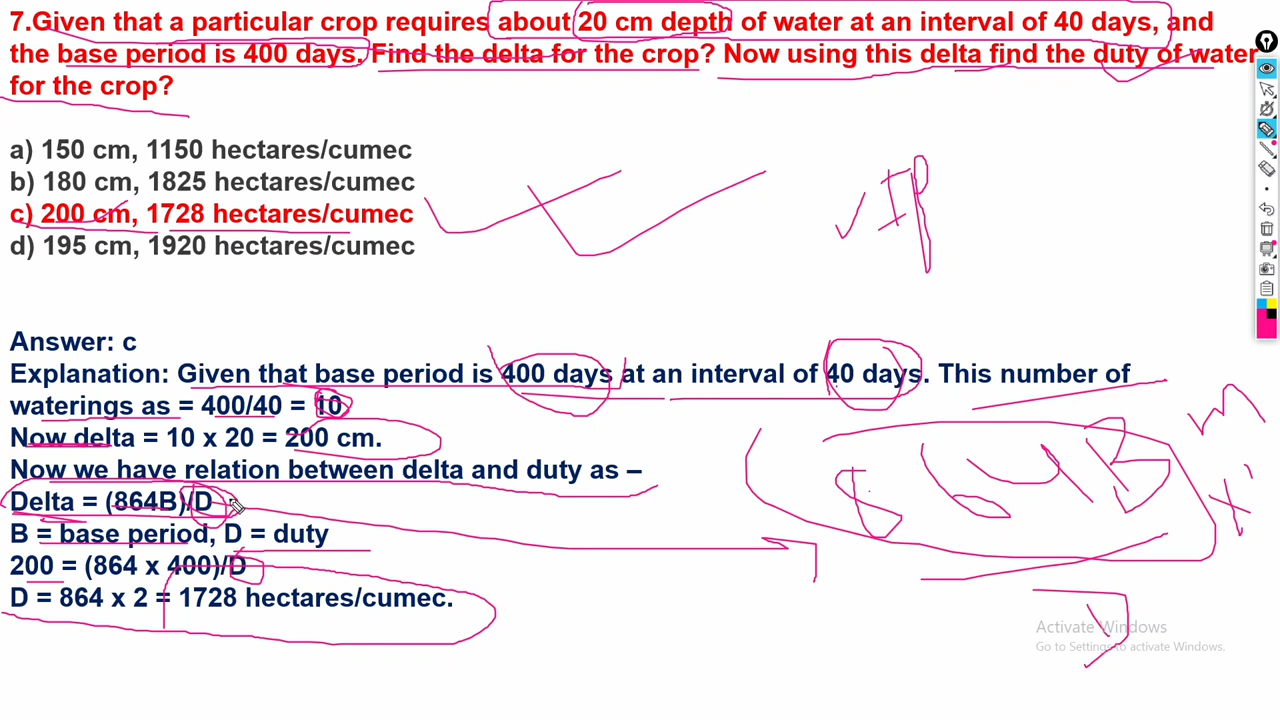 7.Given that a particular crop requires about 20 cm depth of water at an interval of 40 days, and
the base period is 400 days. Find the delta for the crop? Now using this delta find the duty of water
for the crop?
a) 150 cm, 1150 hectares/cumec
b) 180 cm, 1825 hectares/cumec
c) 200 cm, 1728 hectares/cumec
d) 195 cm, 1920 hectares/cumec
Answer: c
Explanation: Given that base period is 400 days at an interval of 40 days. This number of
waterings as = 400/40 = 10
Now delta = 10 x 20 = 200 cm.
Now we have relation between delta and duty as –
Delta = (864B)/D
B = base period, D = duty
200 = (864 x 400)/D
D = 864 x 2 = 1728 hectares/cumec.
864B
D
Activate Windows
Go to Settings to activate Windows.